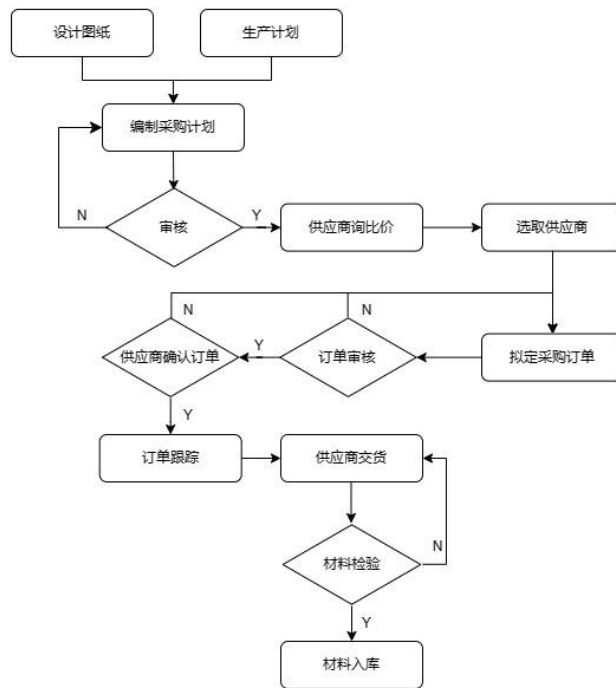 设计图纸
生产计划
编制采购计划
N
审核
Y
供应商询比价
选取供应商
N
N
供应商确认订单
Y
订单审核
拟定采购订单
Y
订单跟踪
供应商交货
材料检验
N
Y
材料入库